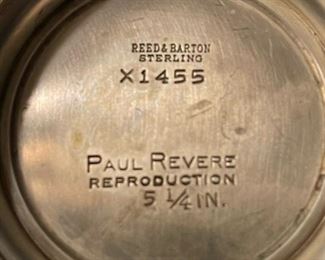 REED & BARTON
STERLING
X1455
PAUL REVERE
REPRODUCTION
5 1/4 IN.